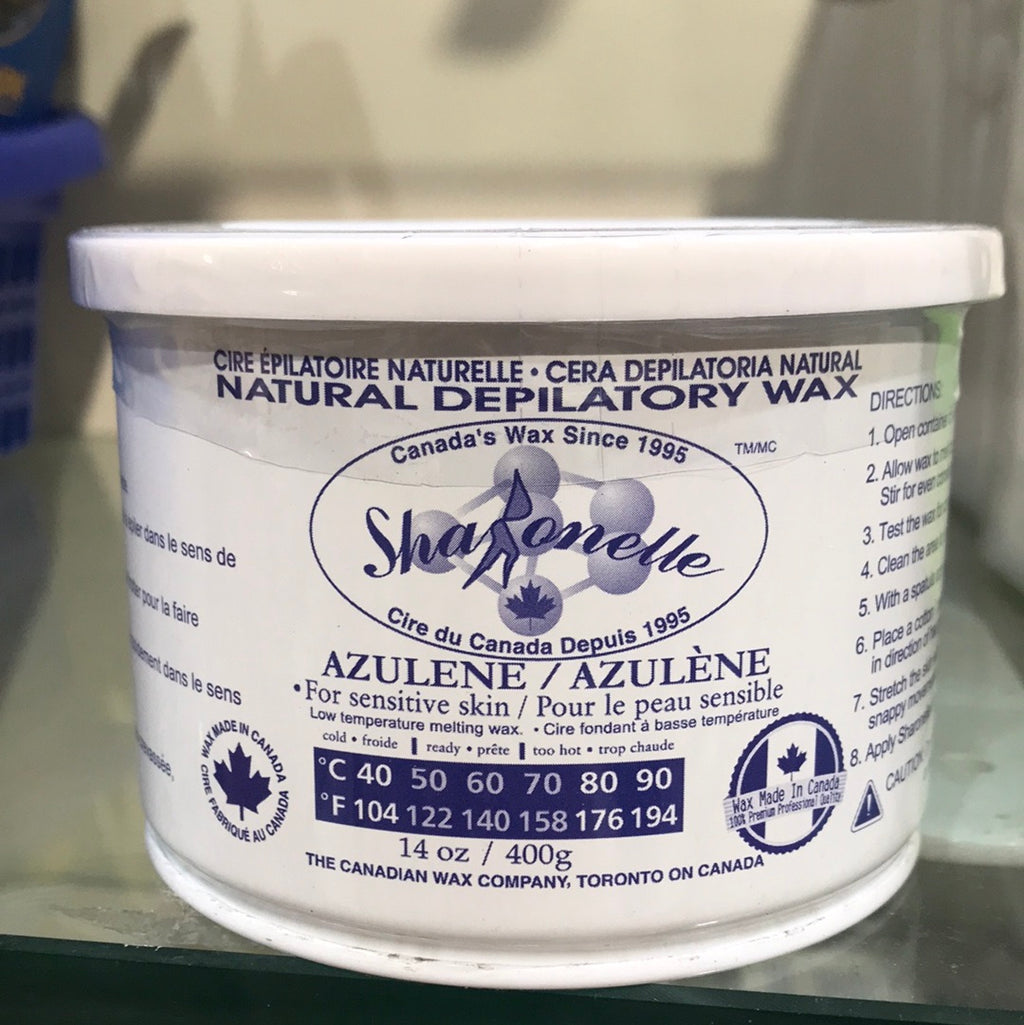 CIRE ÉPILATOIRE NATURELLE • CERA DEPILATORIA NATURAL
NATURAL DEPILATORY WAX
Canada's Wax Since 1995
TM/MC
Sharonelle
Cire du Canada Depuis 1995
AZULENE / AZULÈNE
•For sensitive skin / Pour le peau sensible
Low temperature melting wax. • Cire fondant à basse température
cold • froide | ready • prête | too hot • trop chaude
°C 40 50 60 70 80 90
°F 104 122 140 158 176 194
14 oz / 400g
THE CANADIAN WAX COMPANY, TORONTO ON CANADA
dans le sens de
pour la faire
dans le sens
WAX MADE IN CANADA
CIRE FABRIQUÉ AU CANADA
Wax Made In Canada
100% Premium Professional Quality
DIRECTIONS:
1. Open
2. Allow wax to
Stir for even
3. Test the wax
4. Clean the
5. With a
6. Place a cotton
in direction of
7. Stretch the
snappy
8. Apply
CAUTION